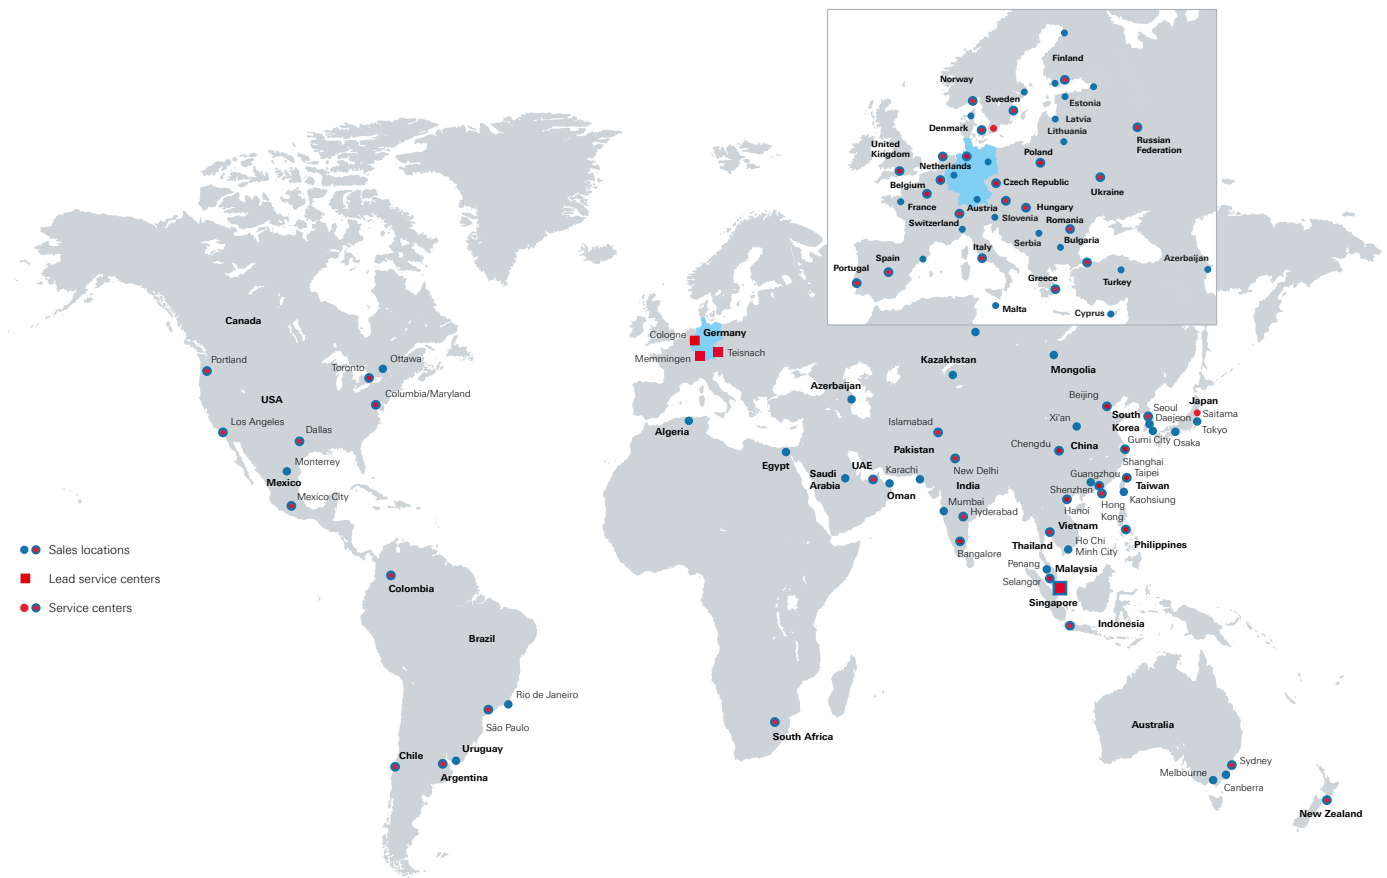 Finland
Norway
Sweden
Estonia
Latvia
Denmark
Lithuania
Russian
Federation
United
Kingdom
Poland
Netherlands
Czech Republic
Belgium
Ukraine
France
Austria
Hungary
Switzerland
Slovenia
Romania
Serbia
Bulgaria
Italy
Spain
Azerbaijan
Portugal
Greece
Turkey
Malta
Cyprus
Canada
Portland
Toronto
Ottawa
USA
Columbia/Maryland
Los Angeles
Dallas
Monterrey
Mexico
Mexico City
Cologne
Germany
Memmingen
Teisnach
Kazakhstan
Mongolia
Azerbaijan
Algeria
Egypt
Islamabad
Pakistan
New Delhi
India
Saudi
Arabia
UAE
Karachi
Oman
Mumbai
Hyderabad
Bangalore
Beijing
Xi'an
Chengdu
China
South
Korea
Seoul
Daejeon
Gumi City
Japan
Saitama
Tokyo
Osaka
Shanghai
Taipei
Taiwan
Kaohsiung
Guangzhou
Shenzhen
Hong
Kong
Hanoi
Vietnam
Thailand
Ho Chi
Minh City
Philippines
Penang
Malaysia
Selangor
Singapore
Indonesia
Sales locations
Lead service centers
Service centers
Colombia
Brazil
Rio de Janeiro
São Paulo
Uruguay
Chile
Argentina
South Africa
Australia
Sydney
Melbourne
Canberra
New Zealand